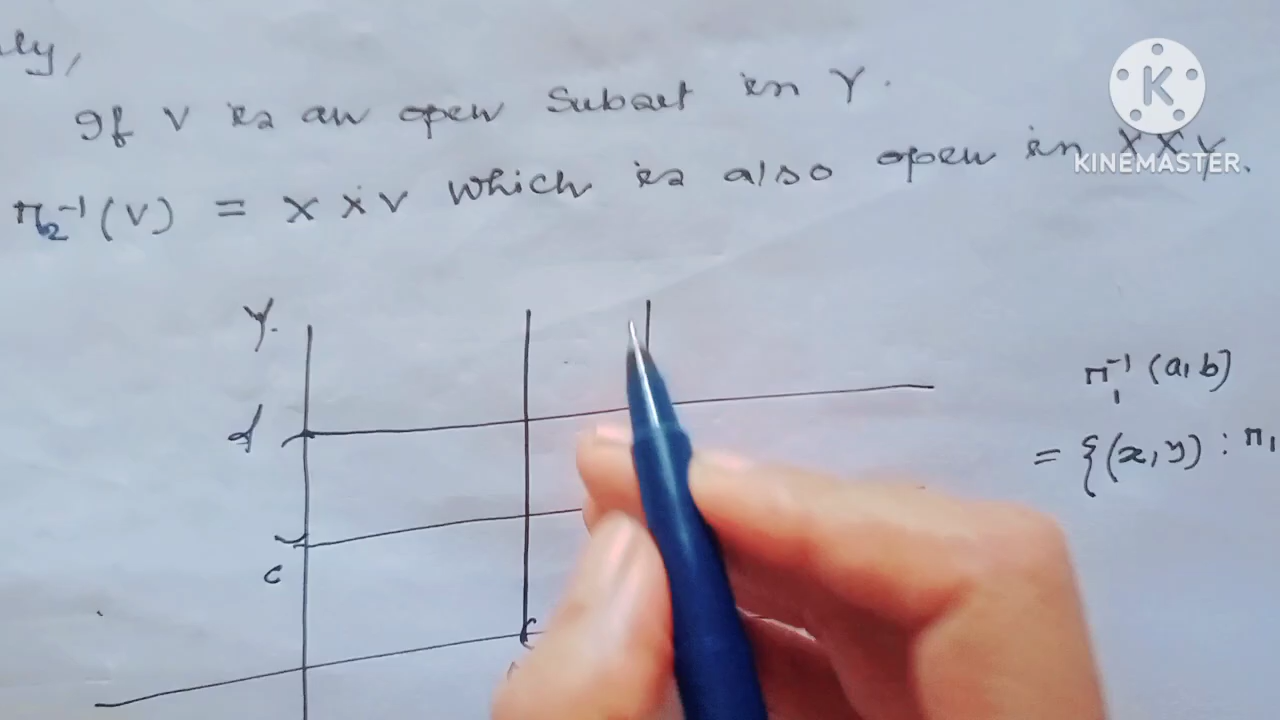 ly,
If V is an open Subset in Y.
π₂⁻¹(V) = X × V which is also open in X × Y.
K
KINEMASTER
Y.
d
c
π₁⁻¹ (a, b)
= {(x, y) : π₁